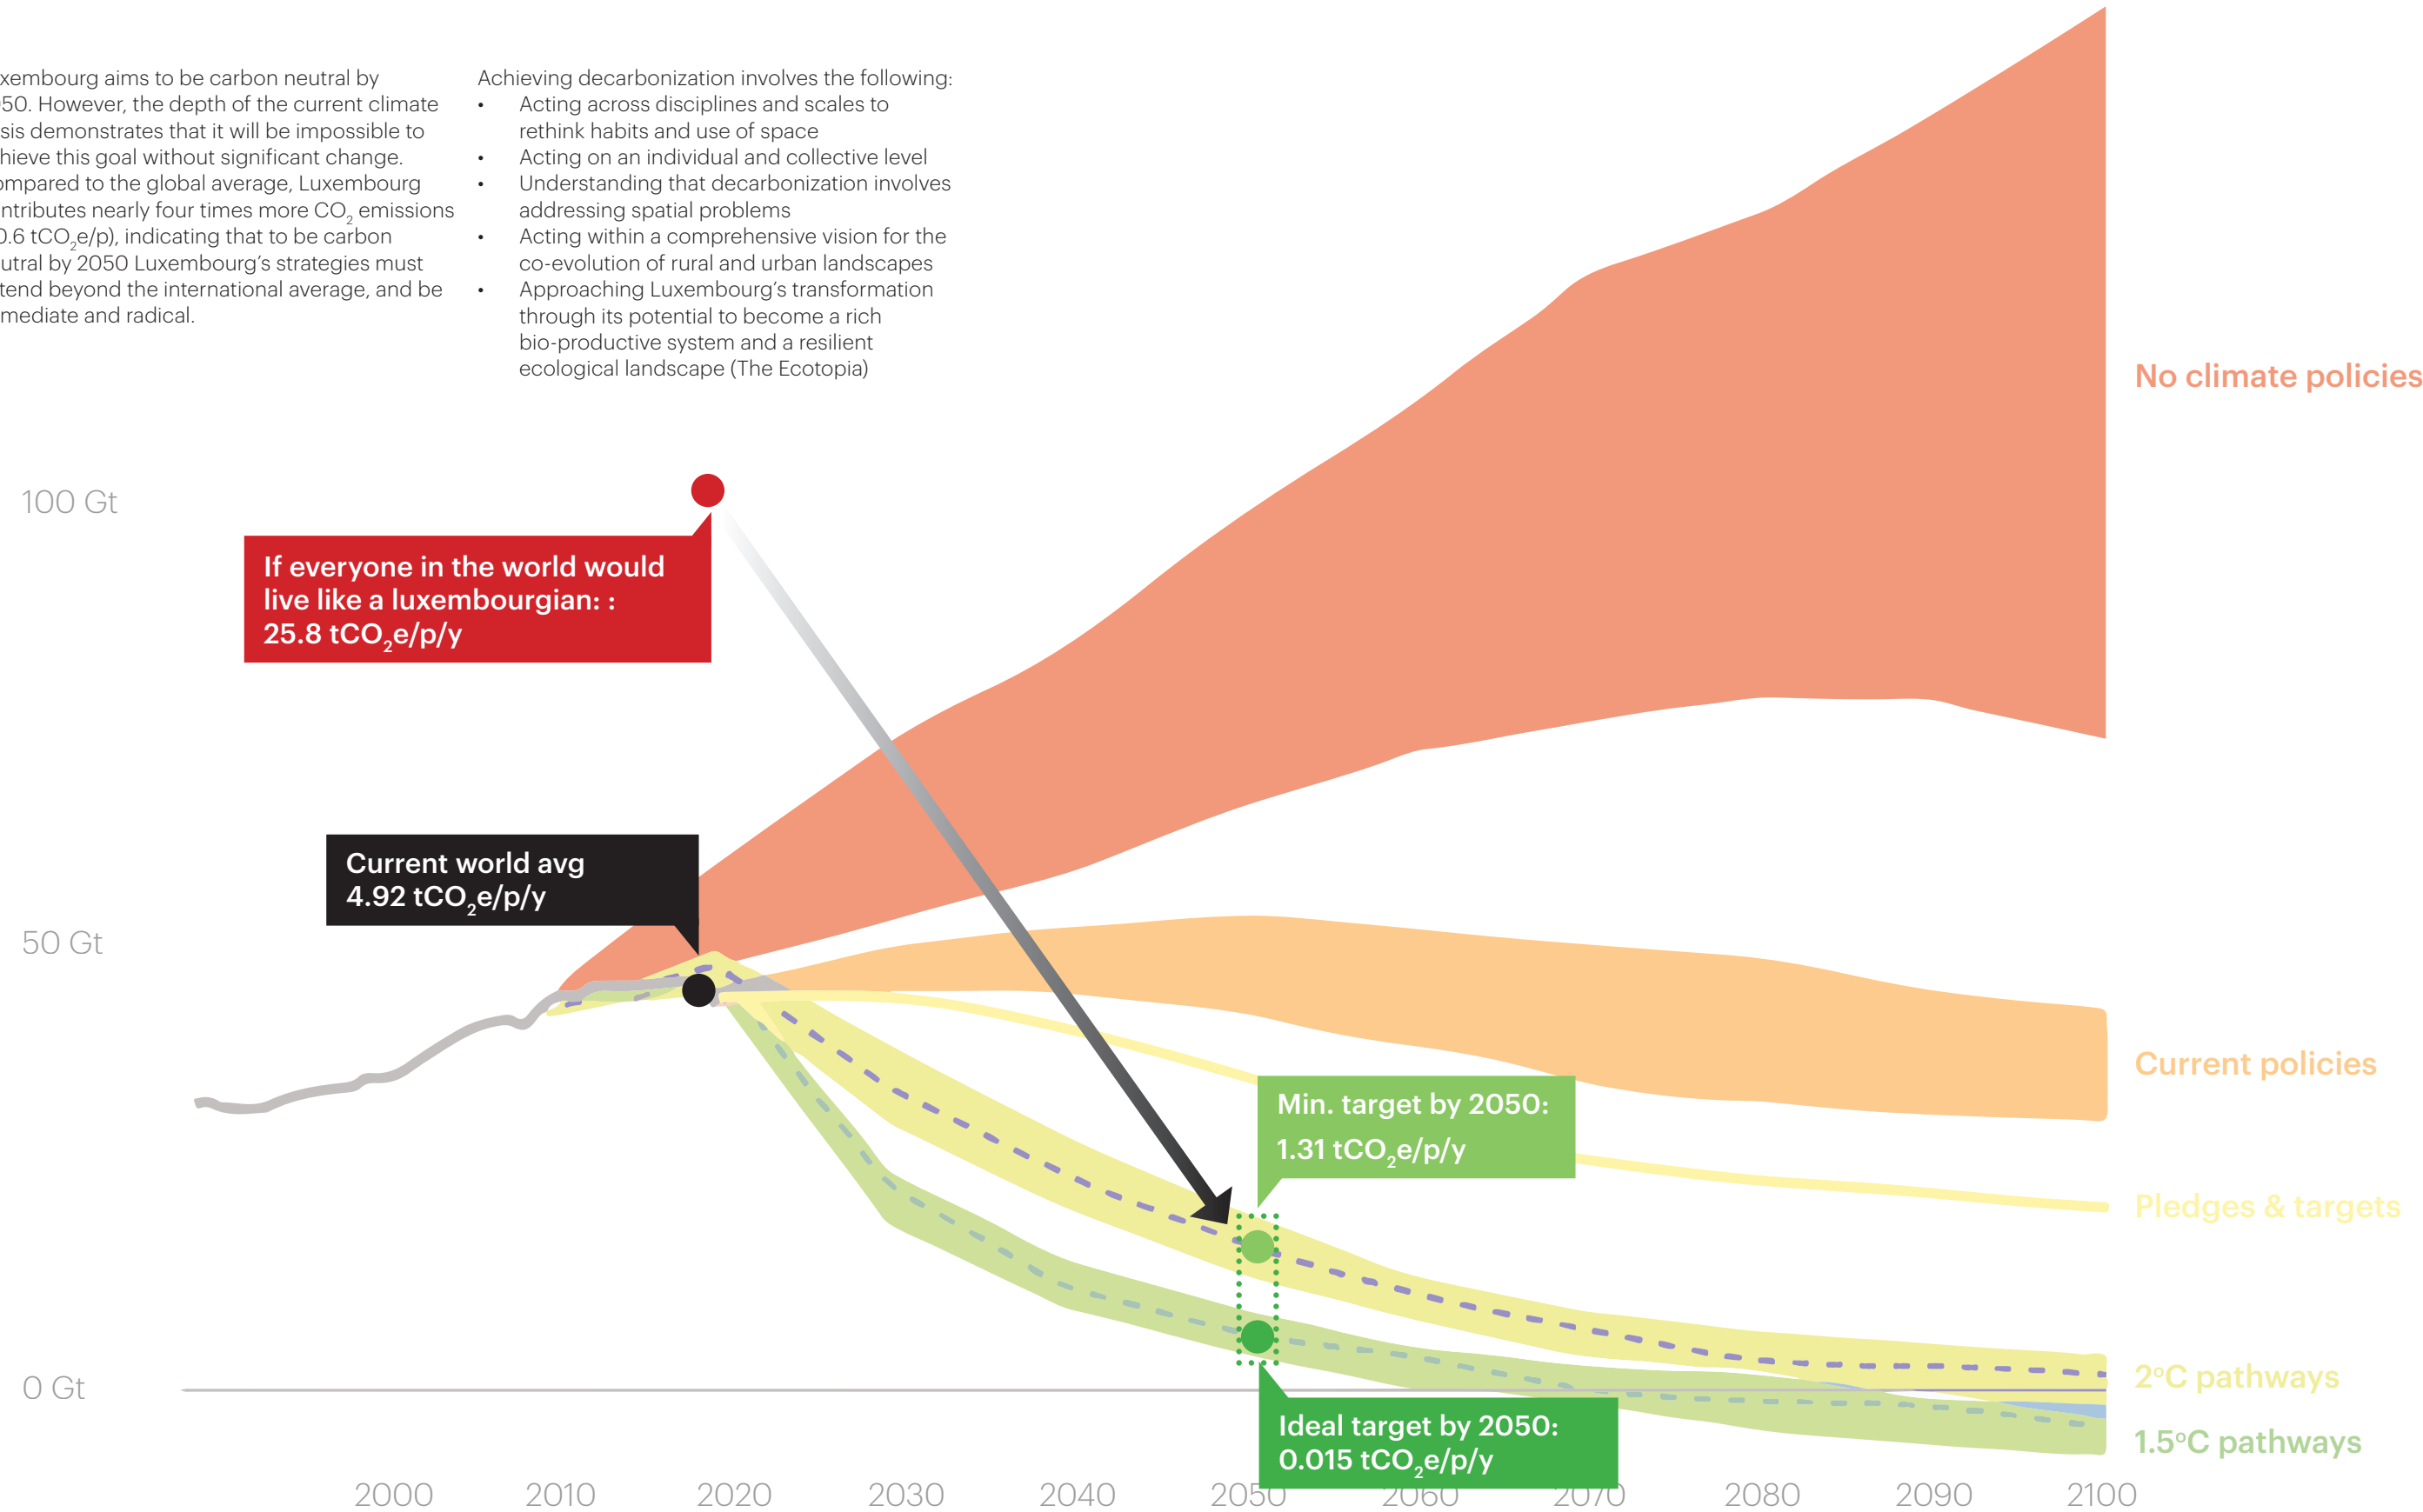 xembourg aims to be carbon neutral by
50. However, the depth of the current climate
sis demonstrates that it will be impossible to
hieve this goal without significant change.
ompared to the global average, Luxembourg
ntributes nearly four times more CO₂ emissions
0.6 tCO₂e/p), indicating that to be carbon
utral by 2050 Luxembourg’s strategies must
tend beyond the international average, and be
mediate and radical.
Achieving decarbonization involves the following:
• Acting across disciplines and scales to
rethink habits and use of space
• Acting on an individual and collective level
• Understanding that decarbonization involves
addressing spatial problems
• Acting within a comprehensive vision for the
co-evolution of rural and urban landscapes
• Approaching Luxembourg’s transformation
through its potential to become a rich
bio-productive system and a resilient
ecological landscape (The Ecotopia)
No climate policies
100 Gt
If everyone in the world would
live like a luxembourgian: :
25.8 tCO₂e/p/y
Current world avg
4.92 tCO₂e/p/y
50 Gt
Current policies
Min. target by 2050:
1.31 tCO₂e/p/y
Pledges & targets
0 Gt
2°C pathways
Ideal target by 2050:
0.015 tCO₂e/p/y
1.5°C pathways
2000 2010 2020 2030 2040 2050 2060 2070 2080 2090 2100